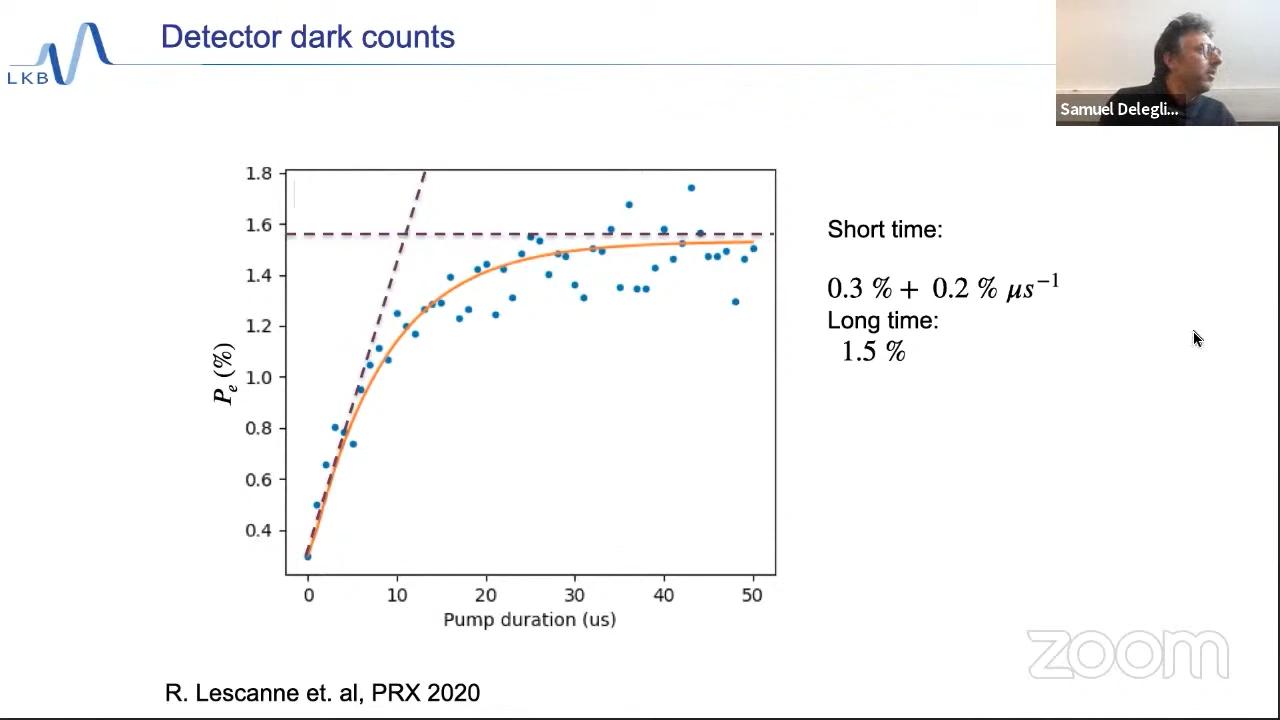 Detector dark counts
LKB
Samuel Delegli...
1.8
1.6
1.4
1.2
1.0
0.8
0.6
0.4
P_e (%)
0 10 20 30 40 50
Pump duration (us)
Short time:
0.3 % + 0.2 % μs⁻¹
Long time:
1.5 %
zoom
R. Lescanne et. al, PRX 2020